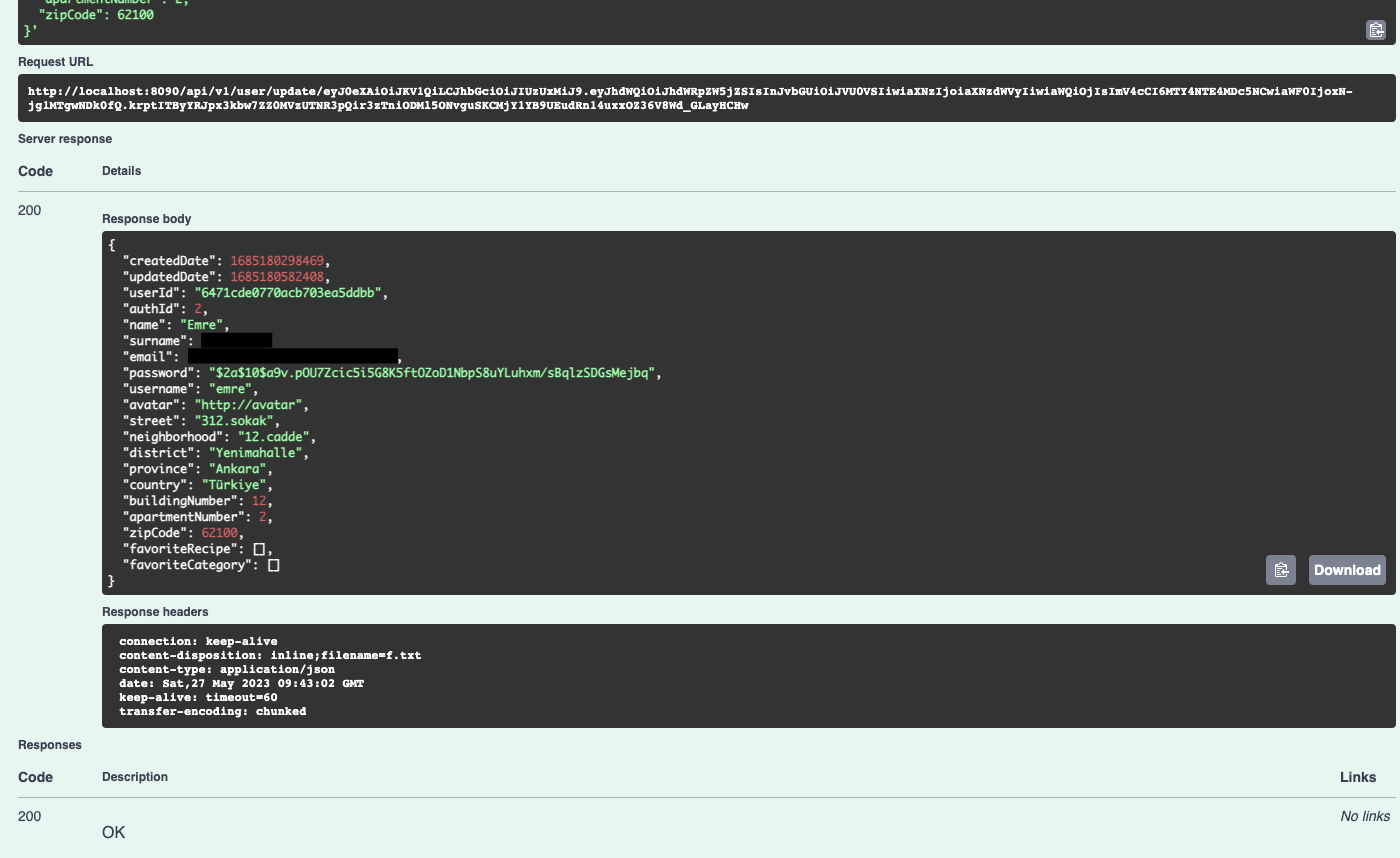 "apartmentNumber": 2,
"zipCode": 62100
}'
Request URL
http://localhost:8090/api/v1/user/update/eyJ0eXAiOiJKV1QiLCJhbGciOiJIUzUxMiJ9.eyJhdWQiOiJhdWRpZW5jZSIsInJvbGUiOiJVU0VSIiwiaXNzIjoiaXNzdWVyIiwiaWQiOjIsImV4cCI6MTY4NTE4MDc5NCwiaWF0IjoxN-
jg1MTgwNDk0fQ.krptITByYRJpx3kbw7ZZ0MVzUTNR3pQir3zTniODMl5ONvguSKCMjY1YB9UEudRn14uxxOZ36V8Wd_GLayHCHw
Server response
Code Details
200
Response body
{
"createdDate": 1685180298469,
"updatedDate": 1685180582408,
"userId": "6471cde0770acb703ea5ddbb",
"authId": 2,
"name": "Emre",
"surname":
"email": ,
"password": "$2a$10$a9v.pOU7Zcic5i5G8K5ftOZoD1NbpS8uYLuhxm/sBqlzSDGsMejbq",
"username": "emre",
"avatar": "http://avatar",
"street": "312.sokak",
"neighborhood": "12.cadde",
"district": "Yenimahalle",
"province": "Ankara",
"country": "Türkiye",
"buildingNumber": 12,
"apartmentNumber": 2,
"zipCode": 62100,
"favoriteRecipe": [],
"favoriteCategory": []
}
Download
Response headers
connection: keep-alive
content-disposition: inline;filename=f.txt
content-type: application/json
date: Sat,27 May 2023 09:43:02 GMT
keep-alive: timeout=60
transfer-encoding: chunked
Responses
Code Description Links
200 No links
OK